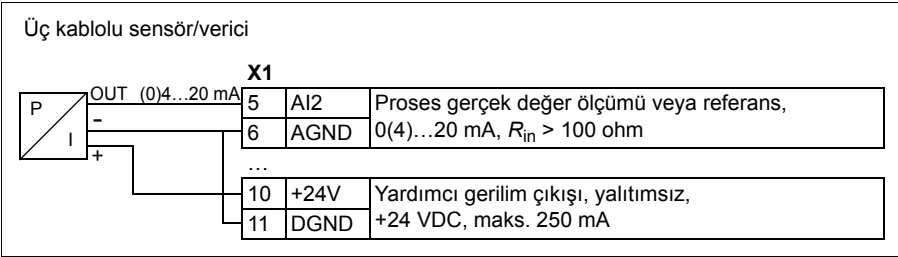 Üç kablolu sensör/verici
X1
P
I
OUT (0)4…20 mA
-
+
5 AI2 Proses gerçek değer ölçümü veya referans,
6 AGND 0(4)…20 mA, Rin > 100 ohm
…
10 +24V Yardımcı gerilim çıkışı, yalıtımsız,
11 DGND +24 VDC, maks. 250 mA